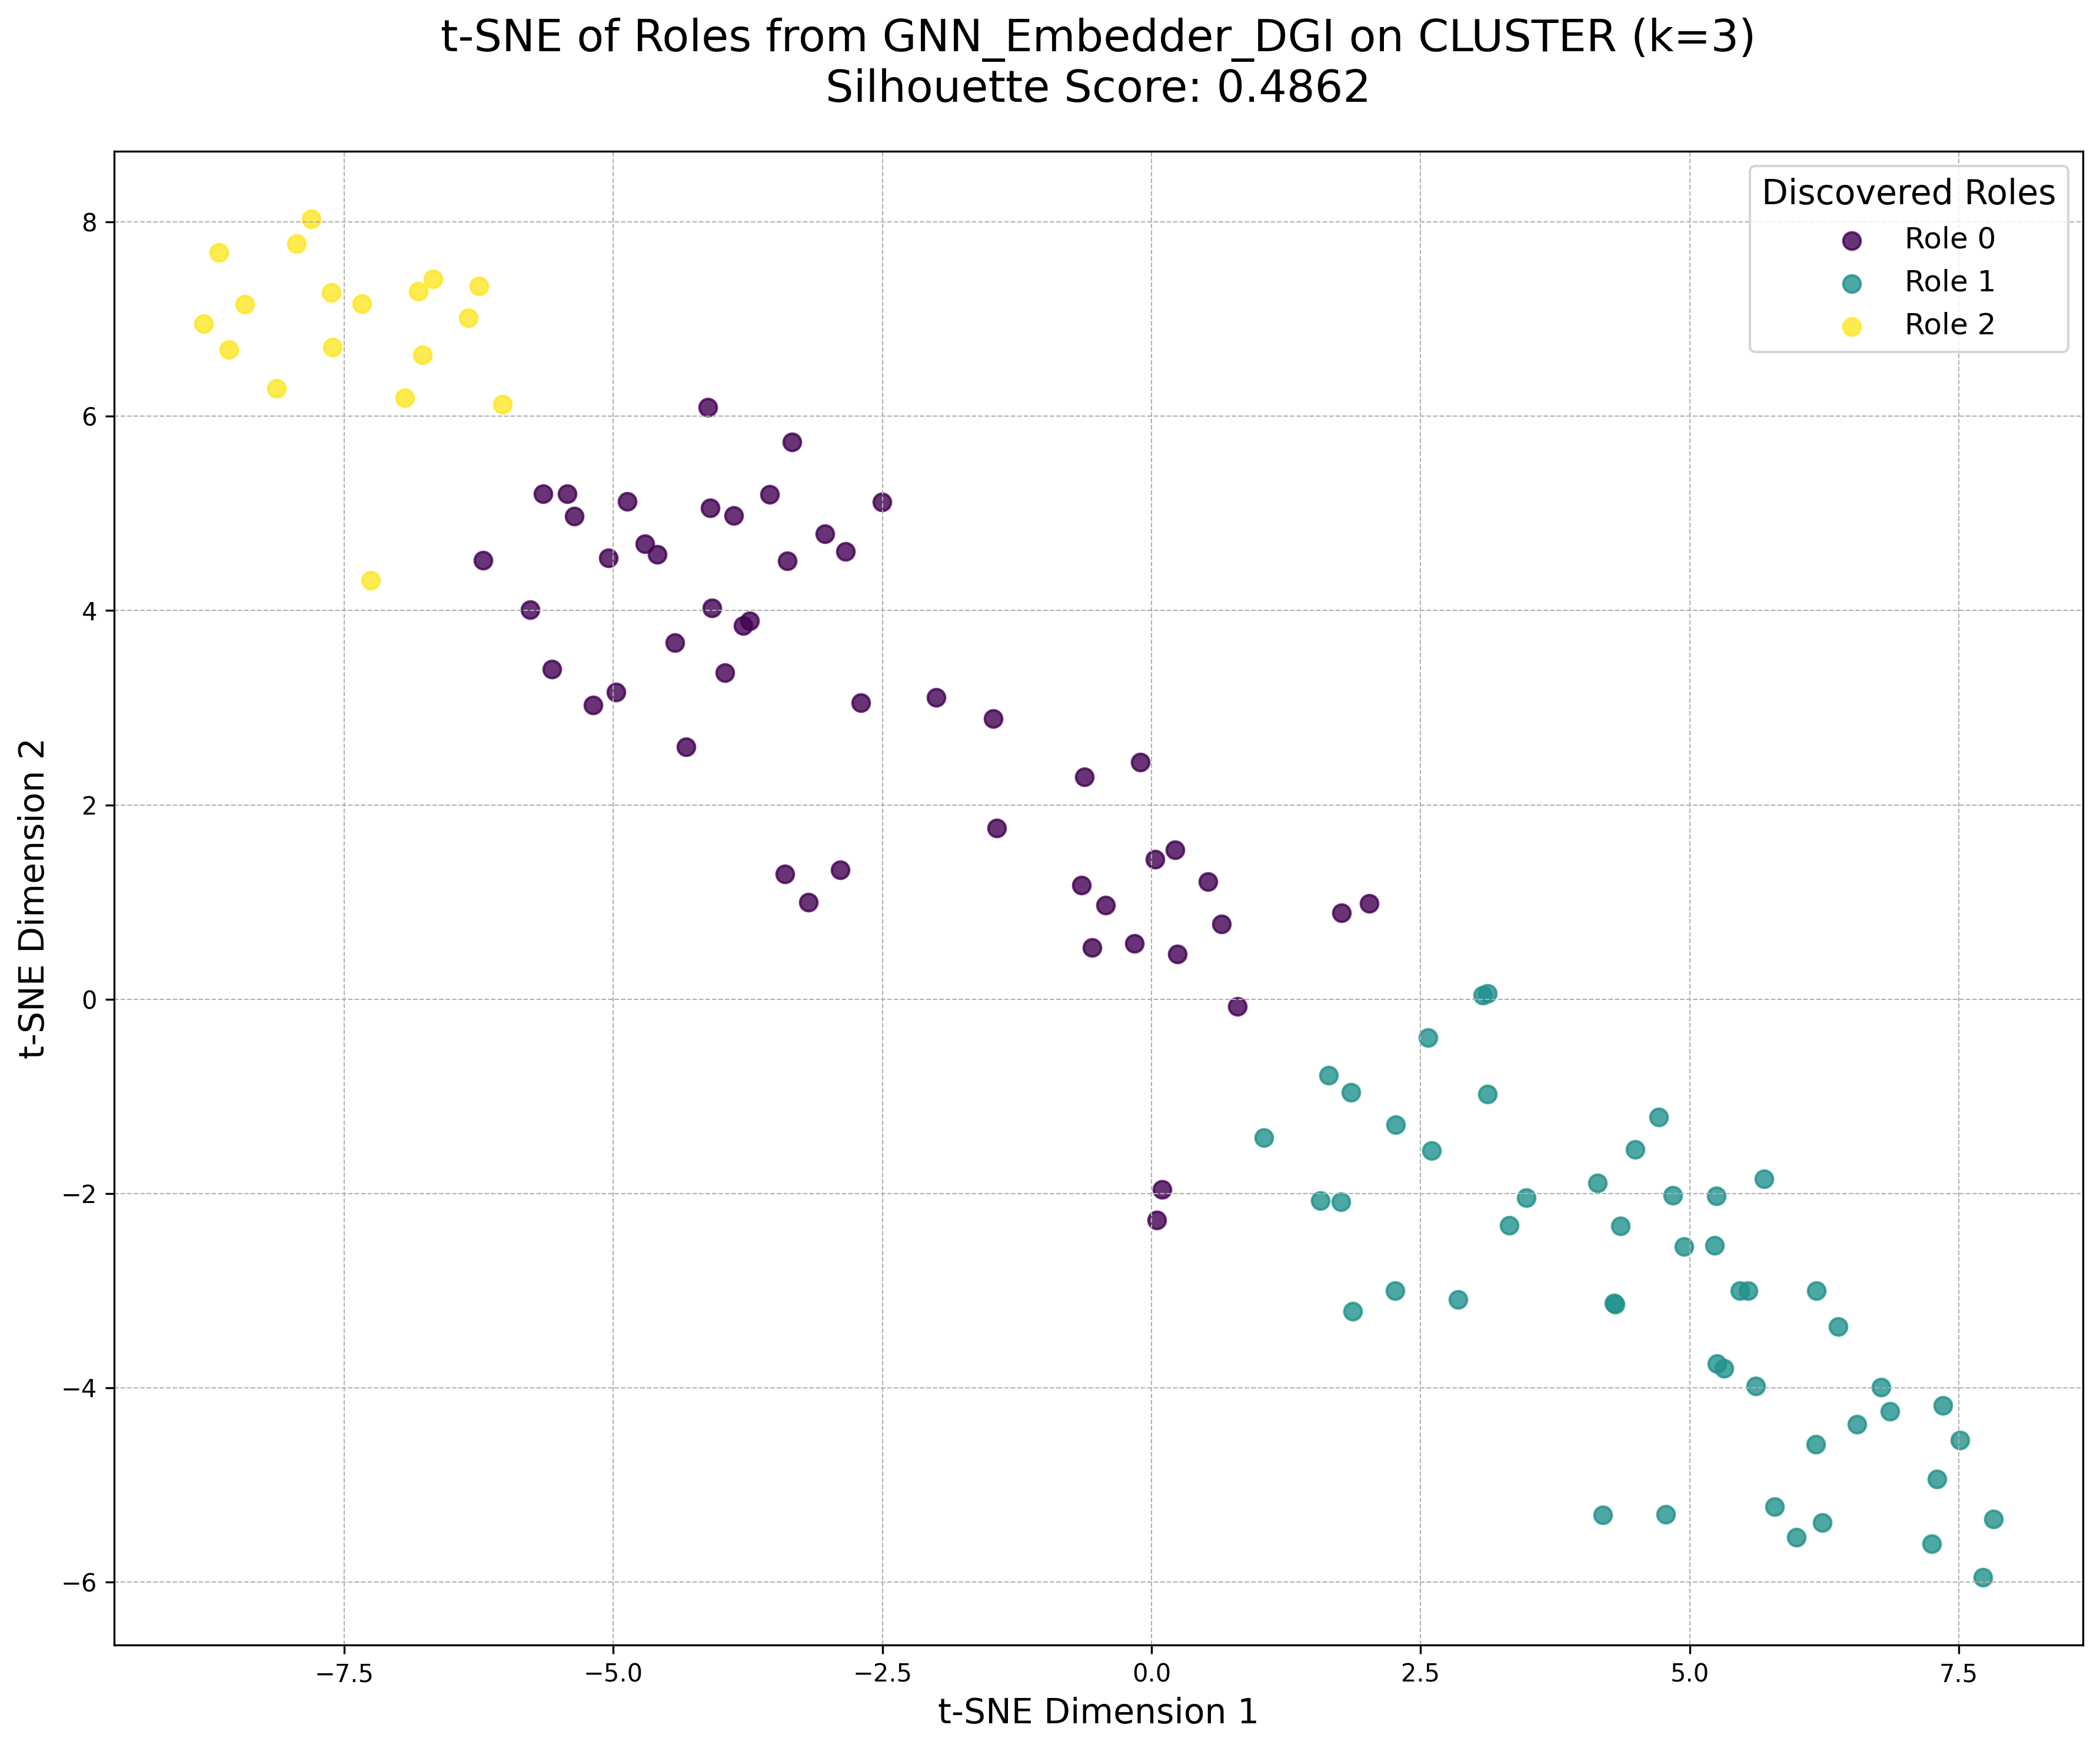 t-SNE of Roles from GNN_Embedder_DGI on CLUSTER (k=3)
Silhouette Score: 0.4862
Discovered Roles
Role 0
Role 1
Role 2
t-SNE Dimension 2
8
6
4
2
0
−2
−4
−6
−7.5
−5.0
−2.5
0.0
2.5
5.0
7.5
t-SNE Dimension 1